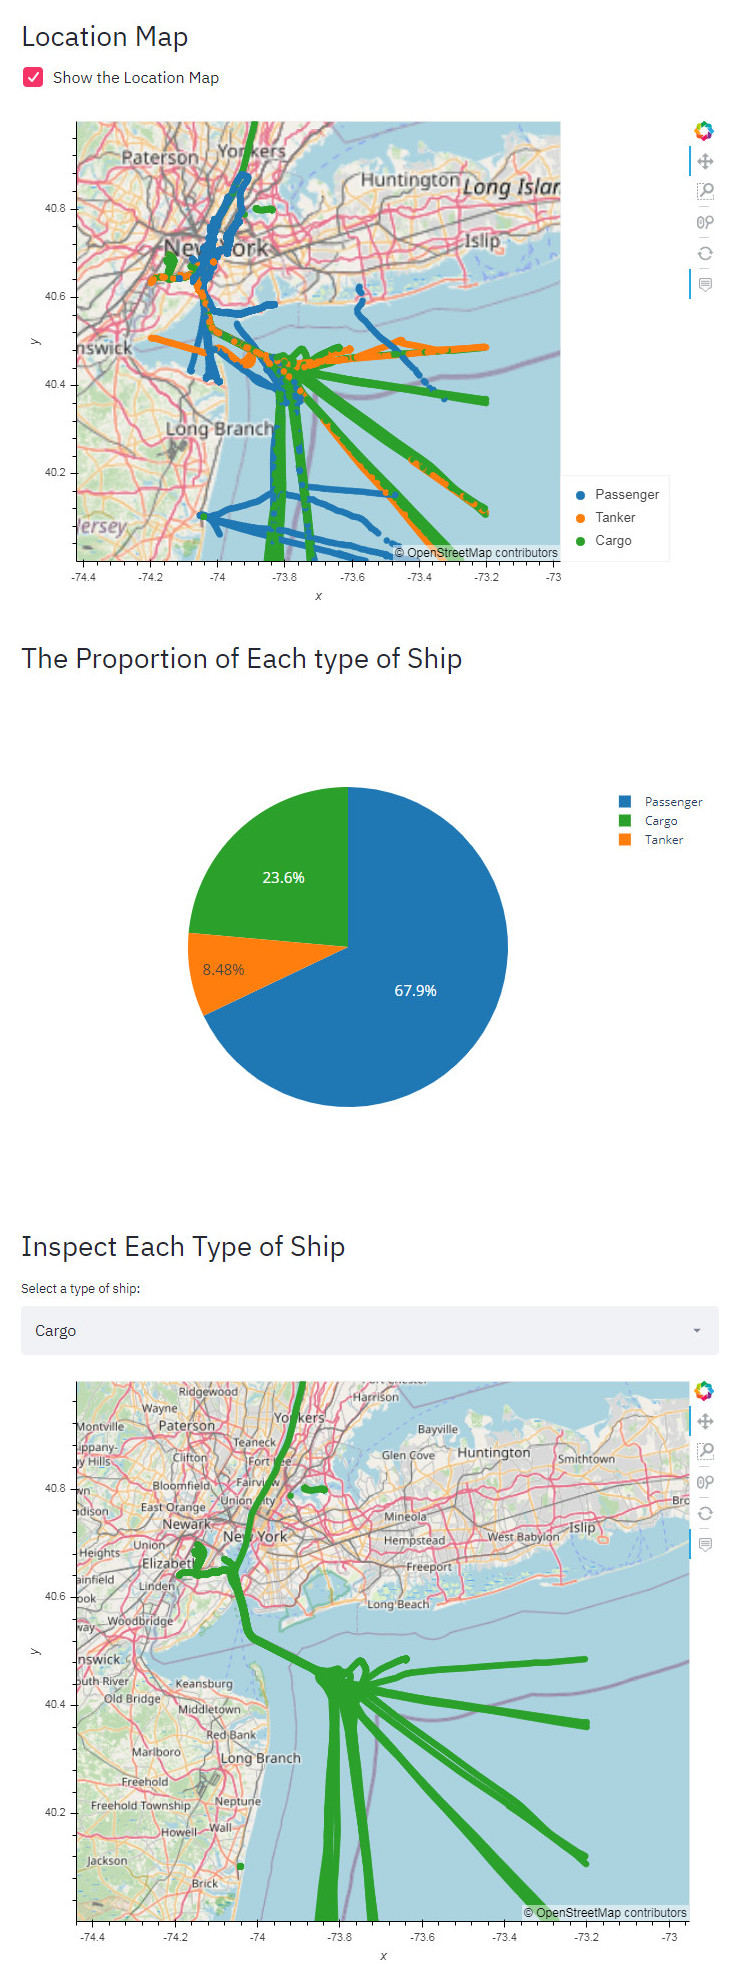 Location Map
Show the Location Map
Paterson
Yonkers
Huntington
Long Islan
New York
Islip
nswick
Long Branch
Jersey
40.8
40.6
40.4
40.2
y
-74.4 -74.2 -74 -73.8 -73.6 -73.4 -73.2 -73
x
© OpenStreetMap contributors
Passenger
Tanker
Cargo
The Proportion of Each type of Ship
23.6%
8.48%
67.9%
Passenger
Cargo
Tanker
Inspect Each Type of Ship
Select a type of ship:
Cargo
Ridgewood
Harrison
Wayne
Yonkers
Montville
Paterson
Bayville
Teaneck
Huntington
Glen Cove
Smithtown
Clifton
Fort Lee
ippany-
oy Hills
Bloomfield
Fairview
Union City
East Orange
dison
Mineola
Bro
Newark
New York
Islip
West Babylon
Hempstead
Union
Heights
Elizabeth
Freeport
Linden
ainfield
Long Beach
Woodbridge
nswick
outh River
Keansburg
Old Bridge
Middletown
Red Bank
Marlboro
Long Branch
Freehold
Neptune
Freehold Township
Wall
Howell
Jackson
Brick
40.8
40.6
40.4
40.2
y
© OpenStreetMap contributors
-74.4 -74.2 -74 -73.8 -73.6 -73.4 -73.2 -73
x